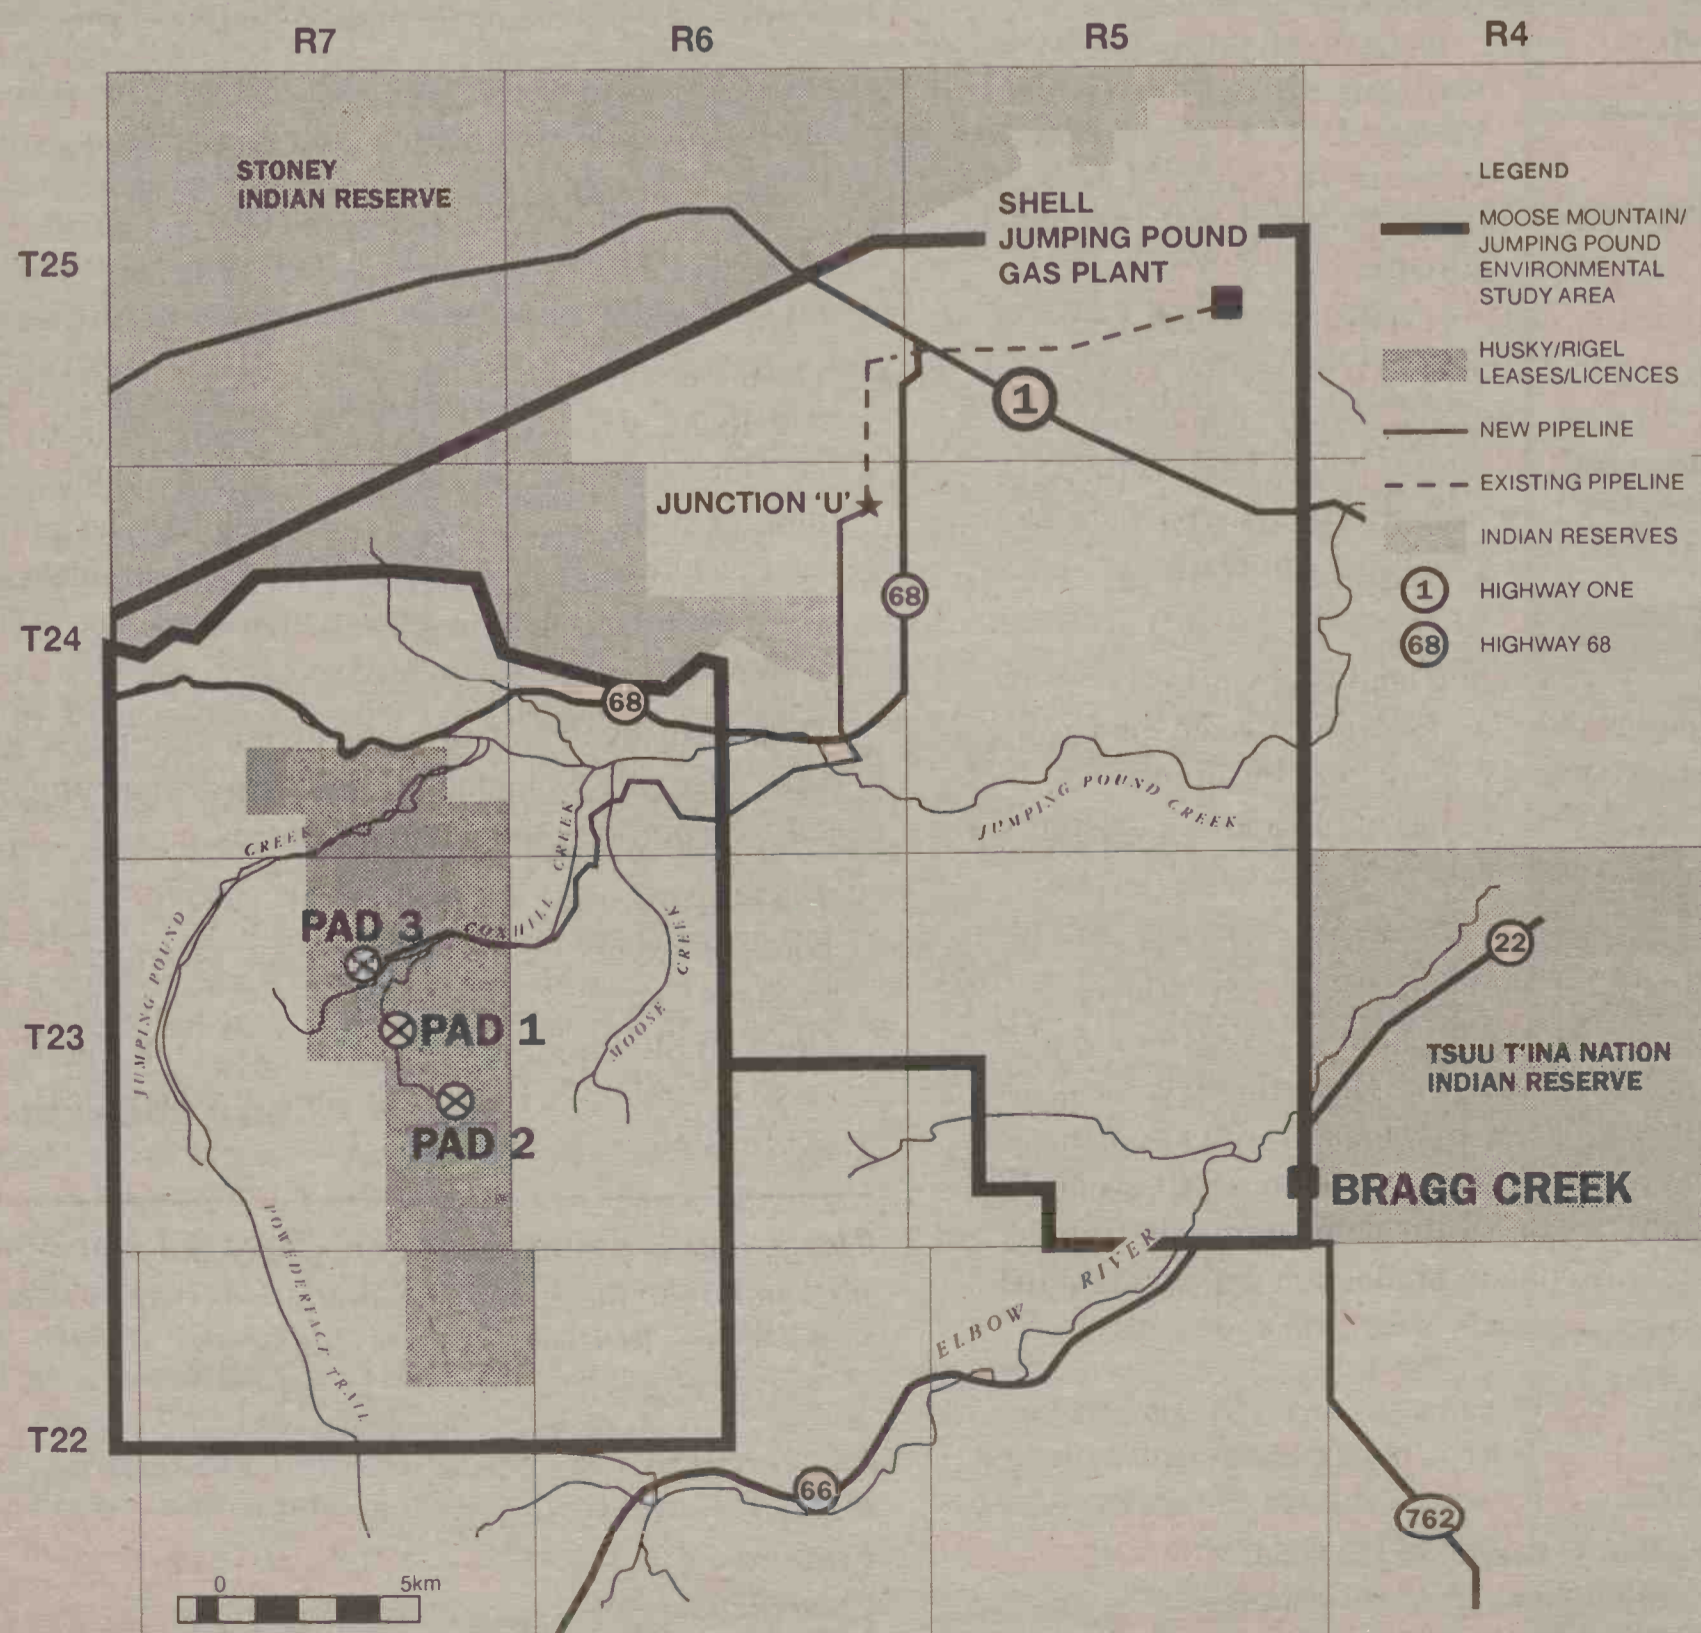 R7
R6
R5
R4
STONEY
INDIAN RESERVE
SHELL
JUMPING POUND
GAS PLANT
LEGEND
MOOSE MOUNTAIN/
JUMPING POUND
ENVIRONMENTAL
STUDY AREA
HUSKY/RIGEL
LEASES/LICENCES
NEW PIPELINE
EXISTING PIPELINE
INDIAN RESERVES
1
HIGHWAY ONE
68
HIGHWAY 68
T25
1
JUNCTION 'U'
68
T24
68
JUMPING POUND CREEK
CREEK
CREEK
PAD 3
COXHILL
CREEK
22
JUMPING POUND
T23
PAD 1
MOOSE
TSUU T'INA NATION
INDIAN RESERVE
PAD 2
BRAGG CREEK
POWDERFACE TRAIL
RIVER
ELBOW
T22
66
762
0
5km